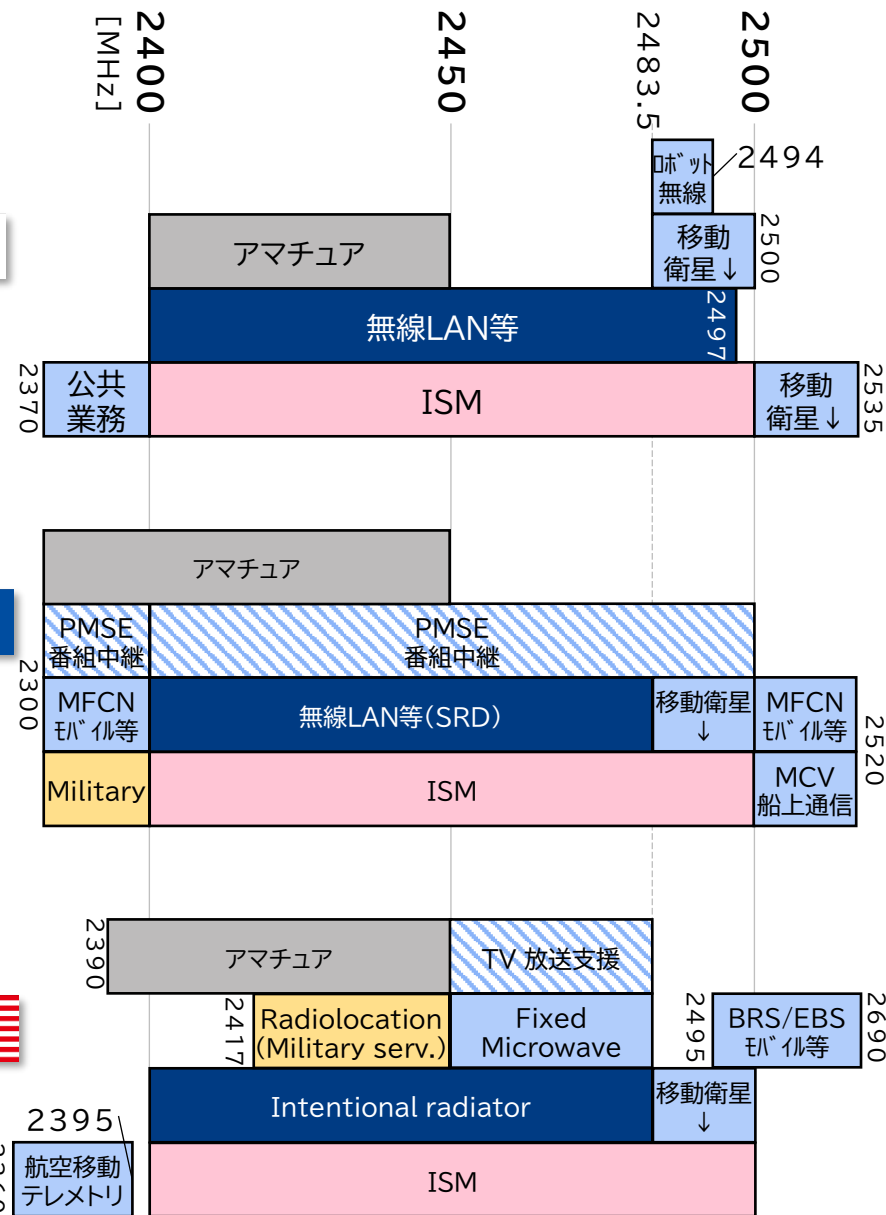 2400
[MHz]
2450
2483.5
2500
ロボット
無線
2494
アマチュア
移動
衛星↓
2500
無線LAN等
2497
2370
公共
業務
ISM
移動
衛星↓
2535
アマチュア
PMSE
番組中継
PMSE
番組中継
2300
MFCN
モバイル等
無線LAN等(SRD)
移動衛星
↓
MFCN
モバイル等
2520
Military
ISM
MCV
船上通信
2390
アマチュア
TV 放送支援
2417
Radiolocation
(Military serv.)
Fixed
Microwave
2495
BRS/EBS
モバイル等
2690
Intentional radiator
移動衛星
↓
2395
航空移動
テレメトリ
ISM